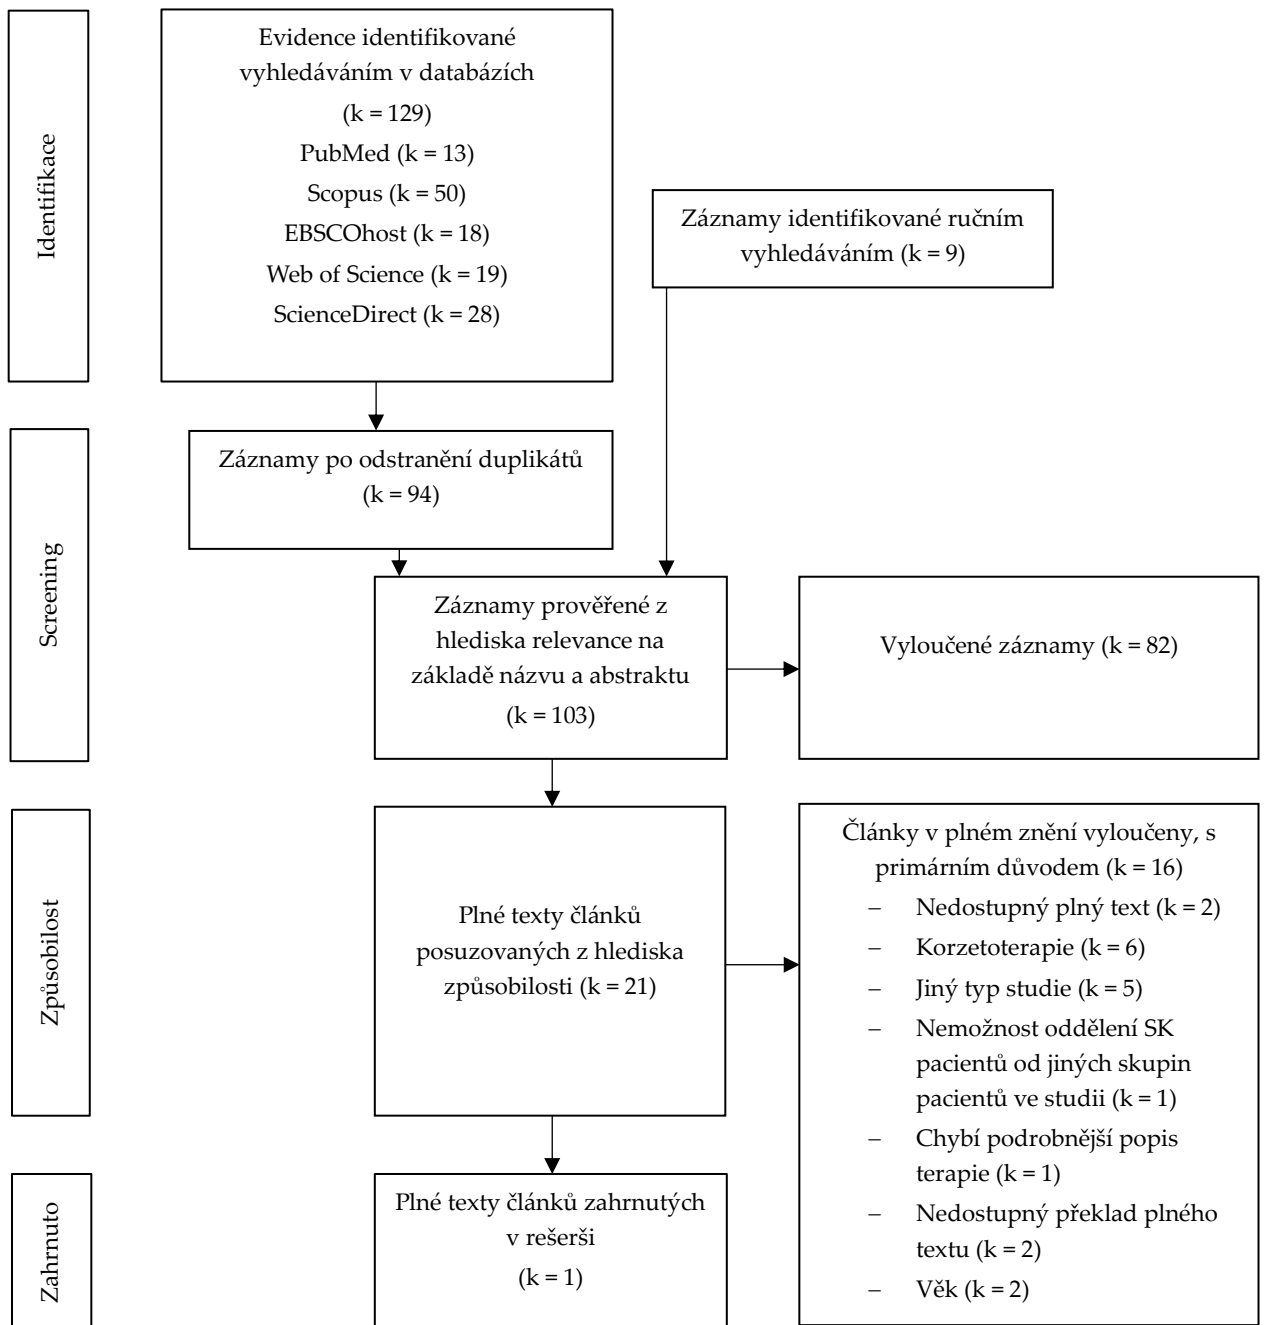 Identifikace
Evidence identifikované
vyhledáváním v databázích
(k = 129)
PubMed (k = 13)
Scopus (k = 50)
EBSCOhost (k = 18)
Web of Science (k = 19)
ScienceDirect (k = 28)
Záznamy identifikované ručním
vyhledáváním (k = 9)
Screening
Záznamy po odstranění duplikátů
(k = 94)
Záznamy prověřené z
hlediska relevance na
základě názvu a abstraktu
(k = 103)
Vyloučené záznamy (k = 82)
Způsobilost
Plné texty článků
posuzovaných z hlediska
způsobilosti (k = 21)
Články v plném znění vyloučeny, s
primárním důvodem (k = 16)
– Nedostupný plný text (k = 2)
– Korzetoterapie (k = 6)
– Jiný typ studie (k = 5)
– Nemožnost oddělení SK
pacientů od jiných skupin
pacientů ve studii (k = 1)
– Chybí podrobnější popis
terapie (k = 1)
– Nedostupný překlad plného
textu (k = 2)
– Věk (k = 2)
Zahrnuto
Plné texty článků zahrnutých
v rešerši
(k = 1)